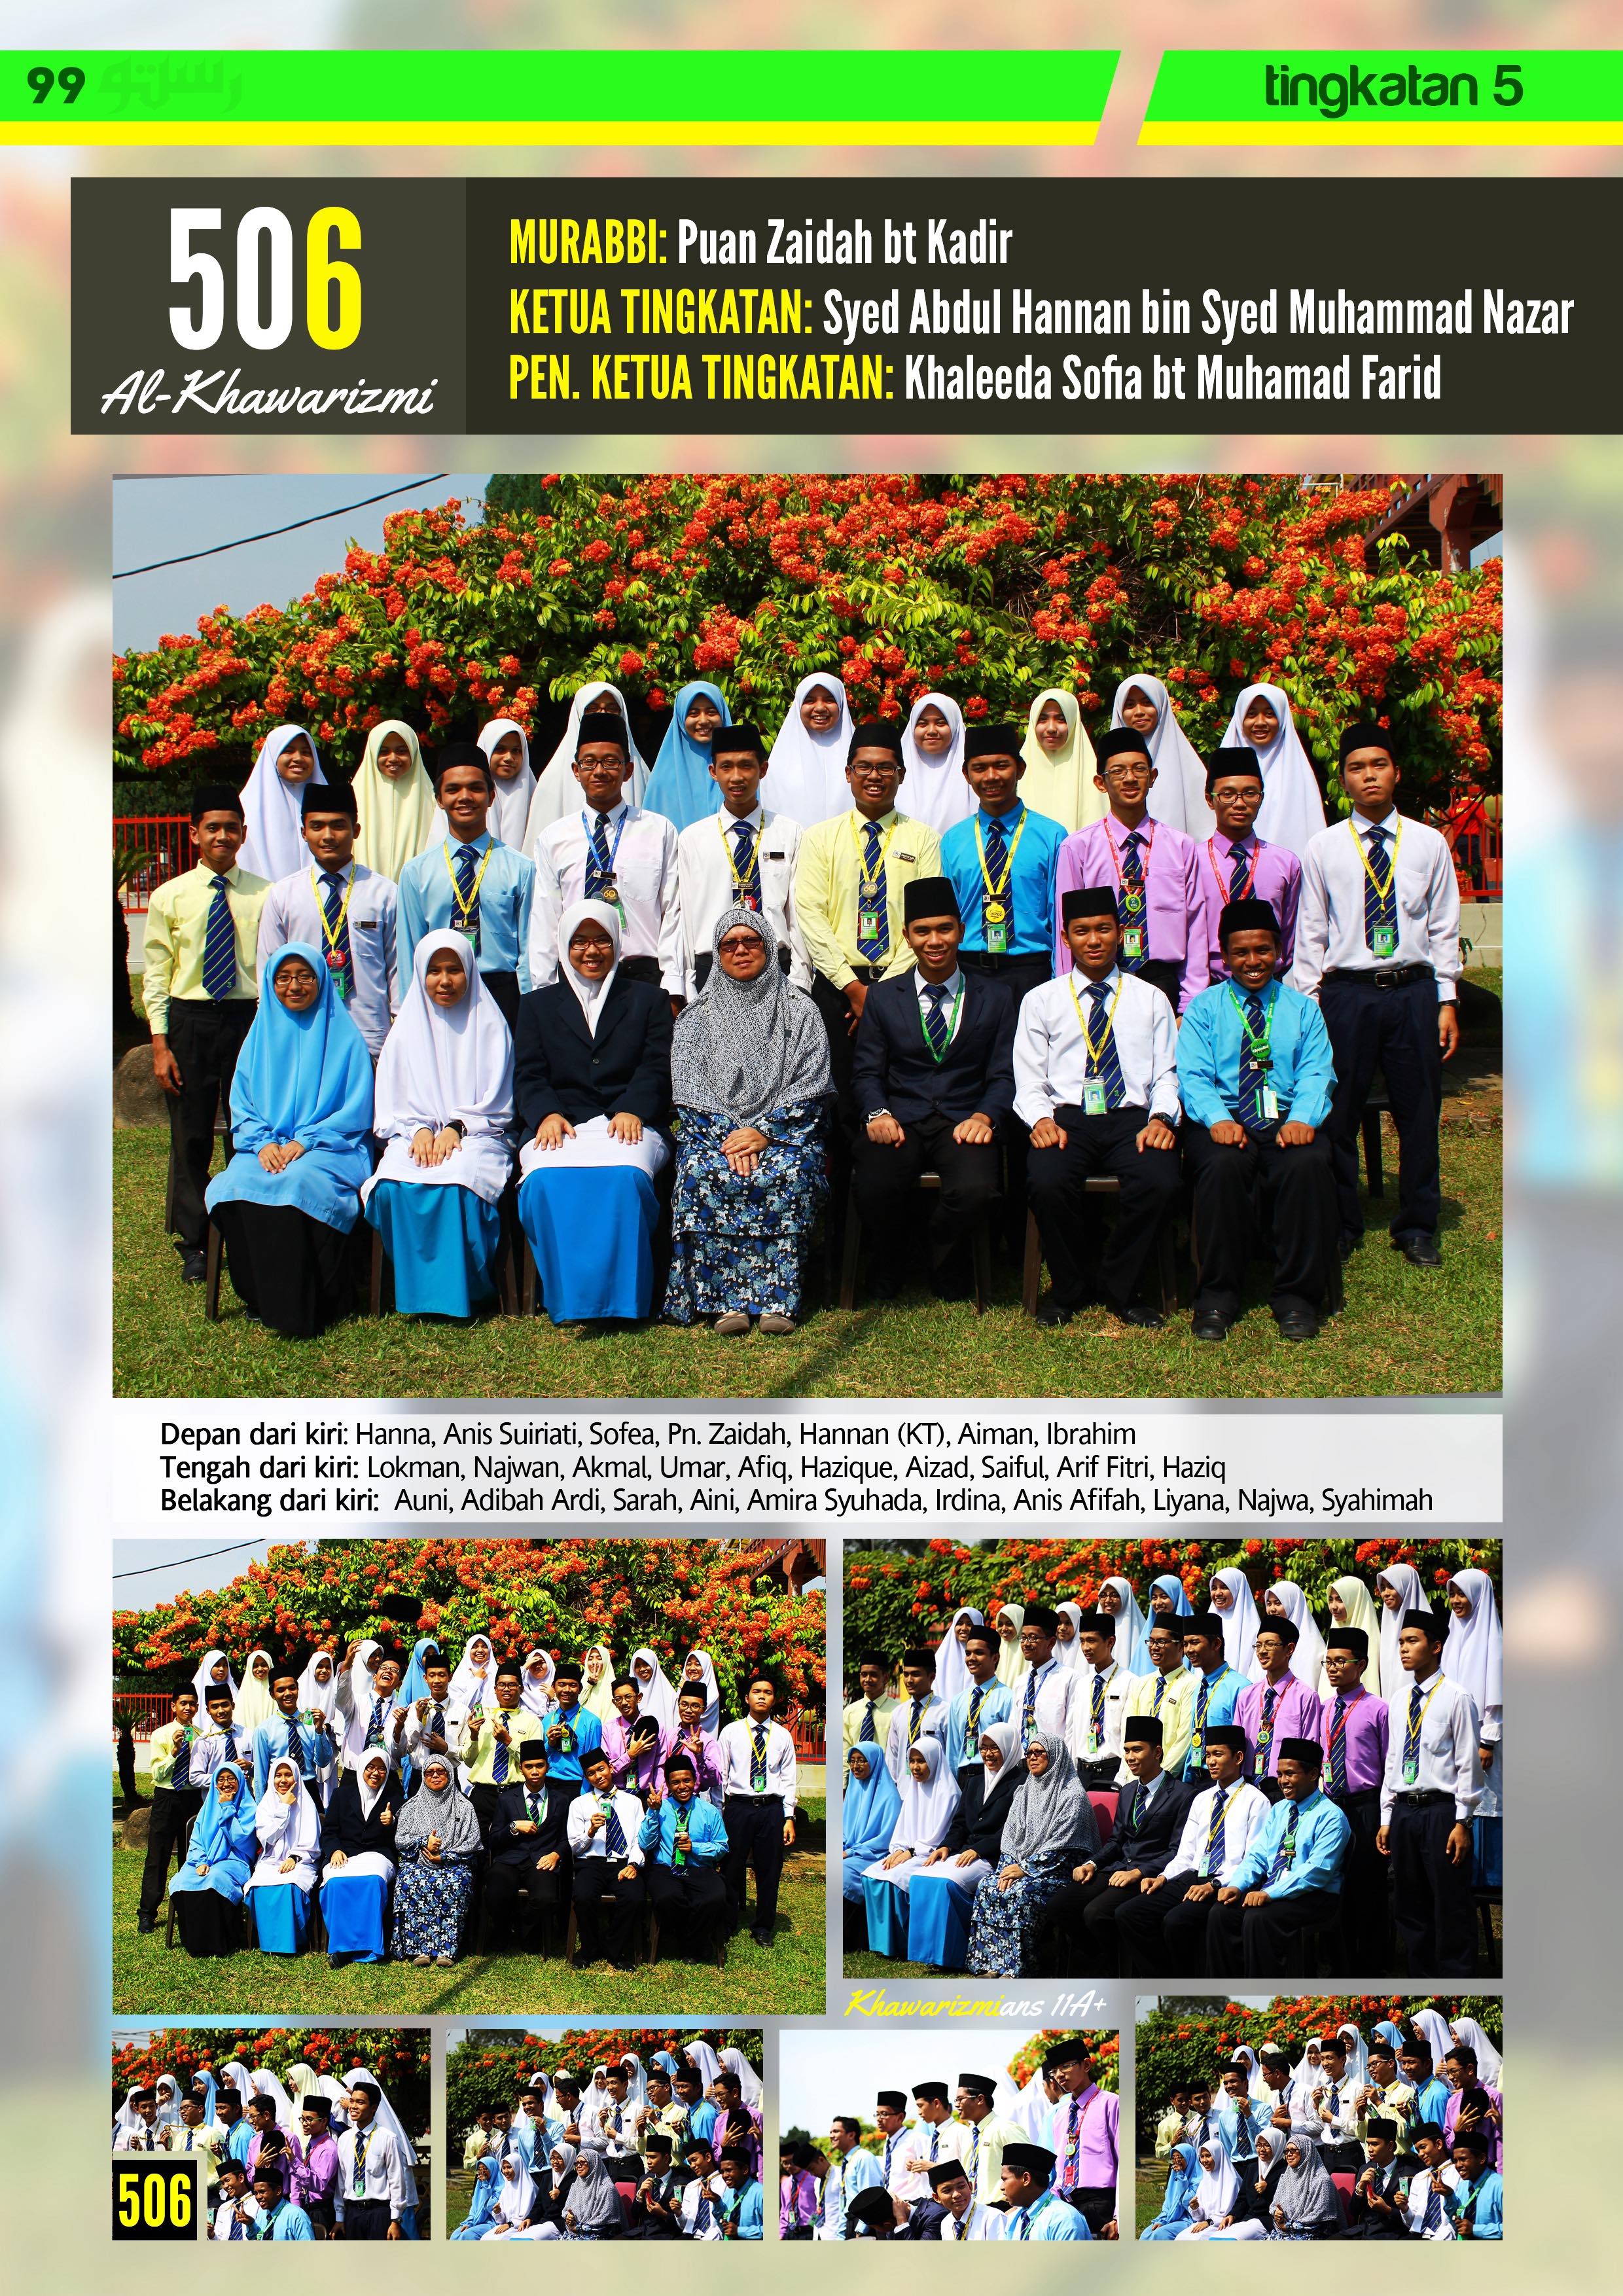 99 رستو
tingkatan 5
506
Al-Khawarizmi
MURABBI: Puan Zaidah bt Kadir
KETUA TINGKATAN: Syed Abdul Hannan bin Syed Muhammad Nazar
PEN. KETUA TINGKATAN: Khaleeda Sofia bt Muhamad Farid
Depan dari kiri: Hanna, Anis Suiriati, Sofea, Pn. Zaidah, Hannan (KT), Aiman, Ibrahim
Tengah dari kiri: Lokman, Najwan, Akmal, Umar, Afiq, Hazique, Aizad, Saiful, Arif Fitri, Haziq
Belakang dari kiri: Auni, Adibah Ardi, Sarah, Aini, Amira Syuhada, Irdina, Anis Afifah, Liyana, Najwa, Syahimah
Khawarizmians 11A+
506